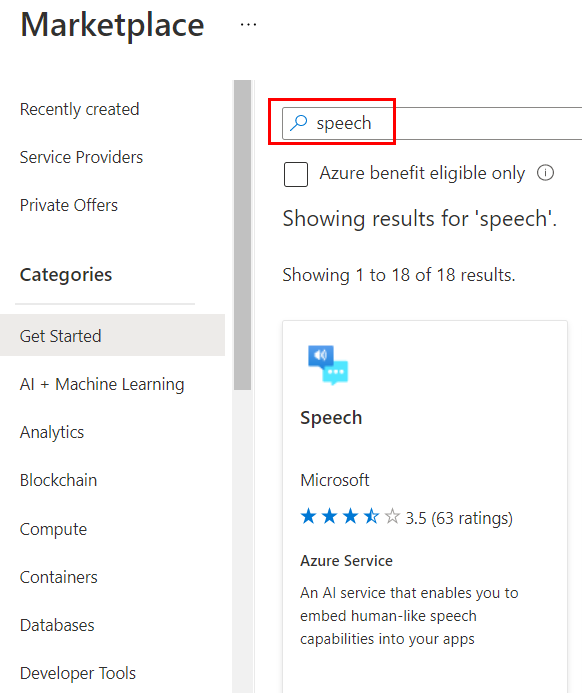 Marketplace ...
Recently created
Service Providers
Private Offers
Categories
Get Started
AI + Machine Learning
Analytics
Blockchain
Compute
Containers
Databases
Developer Tools
speech
Azure benefit eligible only
Showing results for 'speech'.
Showing 1 to 18 of 18 results.
Speech
Microsoft
3.5 (63 ratings)
Azure Service
An AI service that enables you to
embed human-like speech
capabilities into your apps